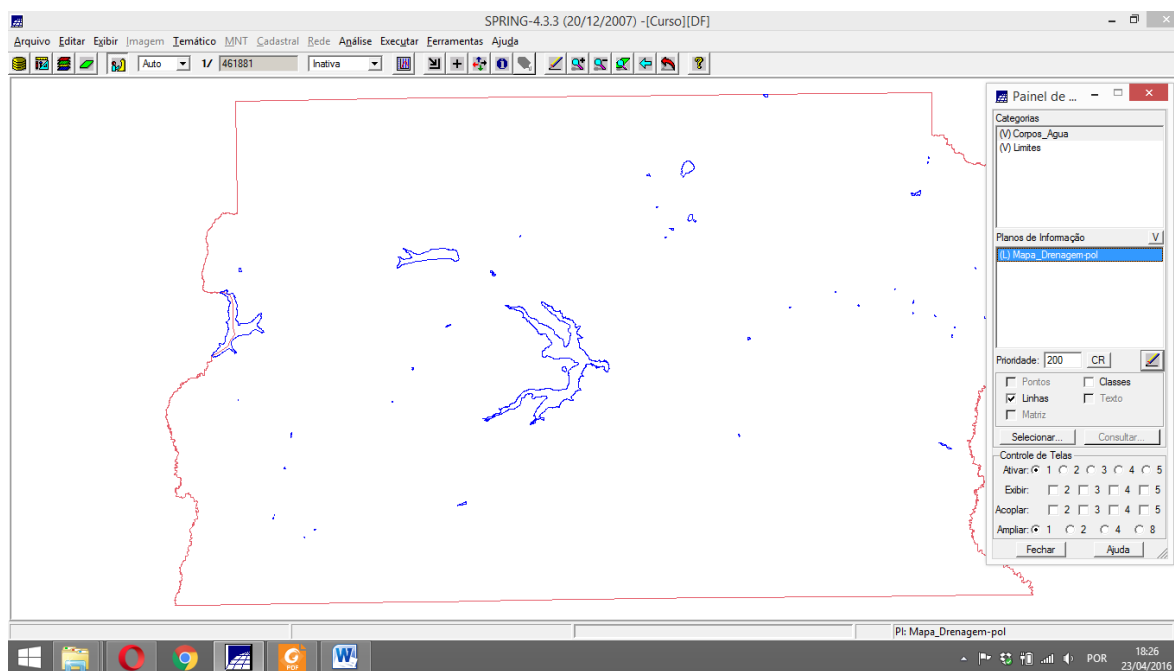 SPRING-4.3.3 (20/12/2007) -[Curso][DF]
Arquivo Editar Exibir Imagem Temático MNT Cadastral Rede Análise Executar Ferramentas Ajuda
Auto 1/ 461881 Inativa
Painel de ...
Categorias
(V) Corpos_Agua
(V) Limites
Planos de Informação V
(L) Mapa_Drenagem-pol
Prioridade: 200 CR
Pontos Classes
Linhas Texto
Matriz
Selecionar... Consultar...
Controle de Telas
Ativar: 1 2 3 4 5
Exibir: 2 3 4 5
Acoplar: 2 3 4 5
Ampliar: 1 2 4 8
Fechar Ajuda
PI: Mapa_Drenagem-pol
PDF
POR
18:26
23/04/2016